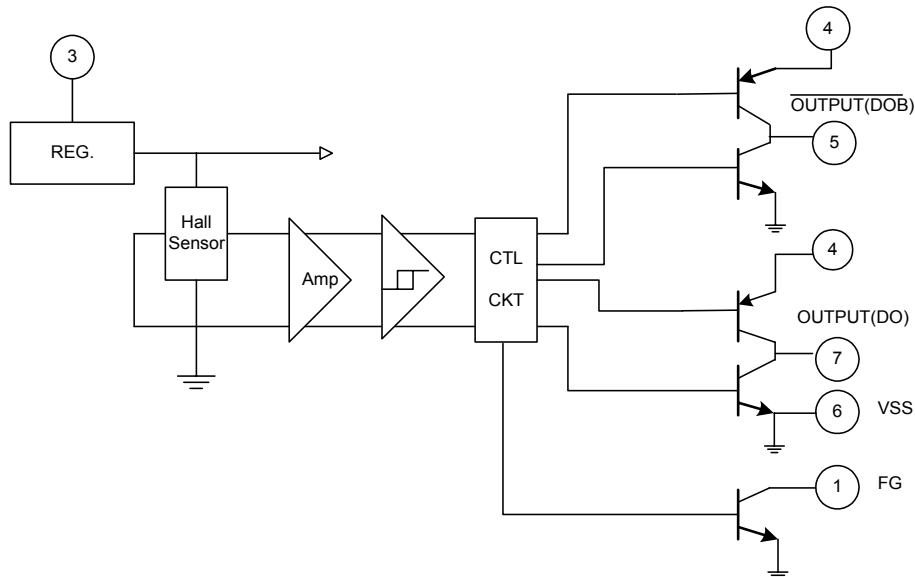 4
3
OUTPUT(DOB)
5
REG.
Hall
Sensor
Amp
CTL
CKT
4
OUTPUT(DO)
7
6 VSS
1 FG